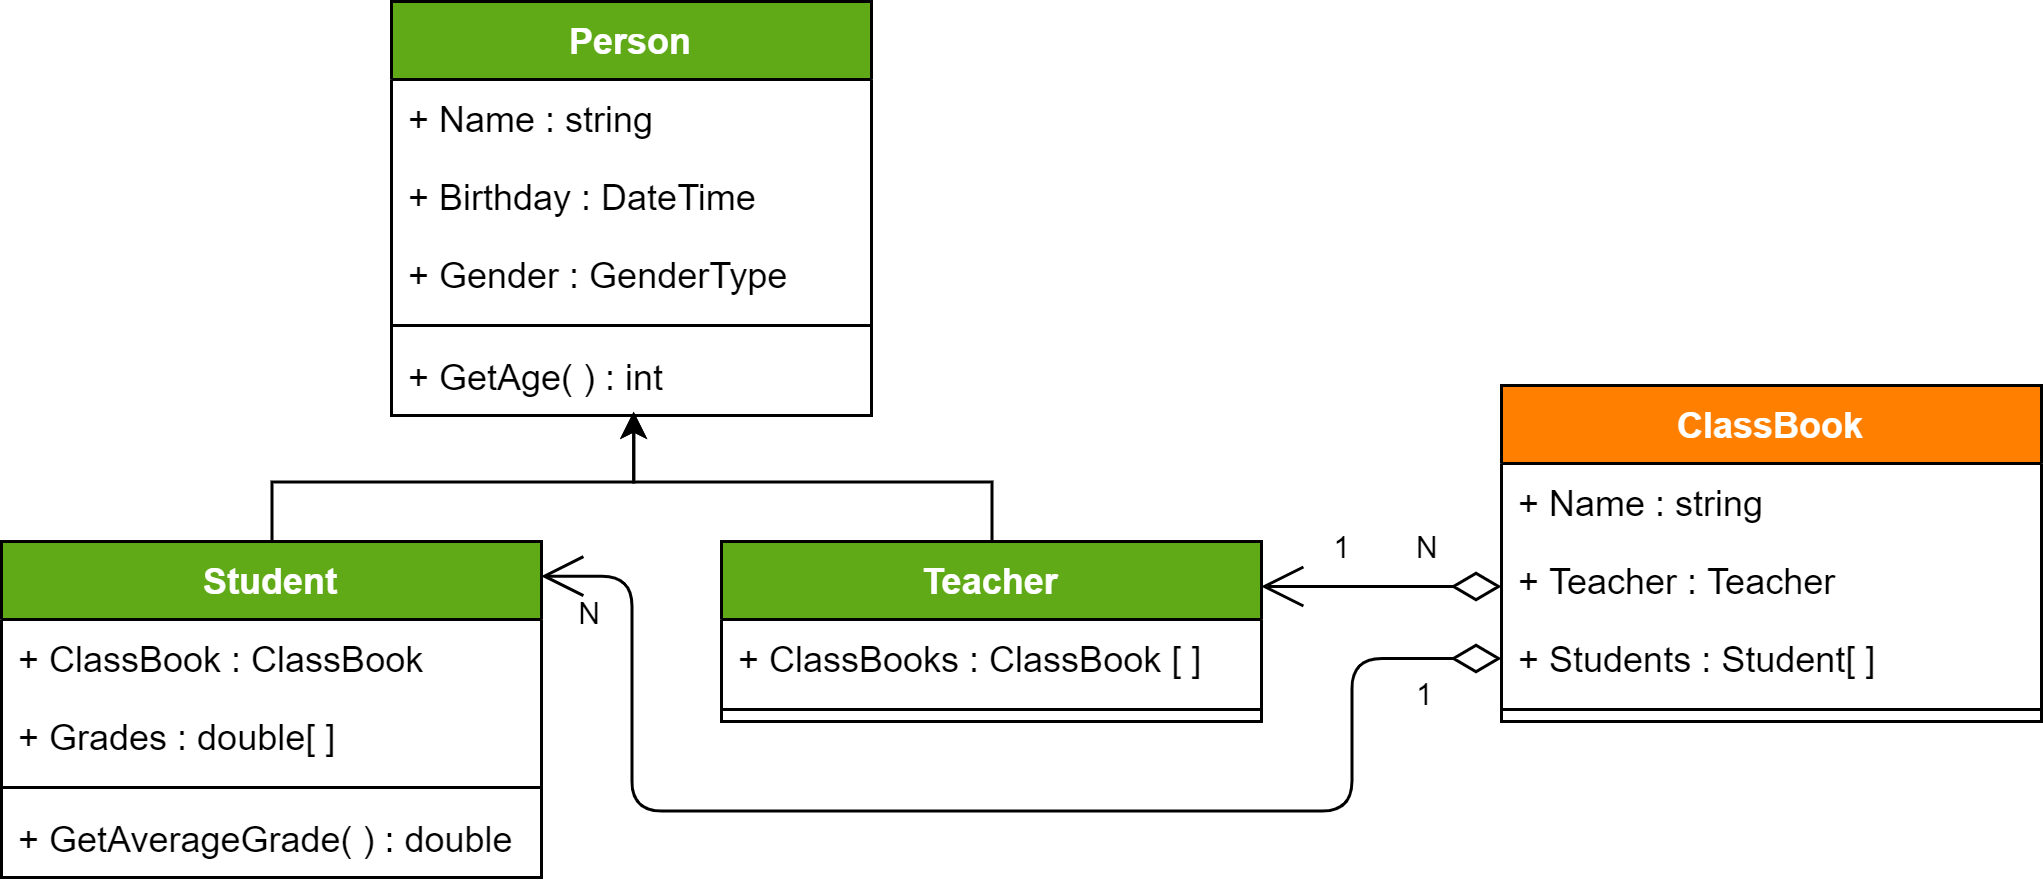 Person
+ Name : string
+ Birthday : DateTime
+ Gender : GenderType
+ GetAge( ) : int
Student
+ ClassBook : ClassBook
+ Grades : double[ ]
+ GetAverageGrade( ) : double
N
Teacher
+ ClassBooks : ClassBook [ ]
1
N
1
ClassBook
+ Name : string
+ Teacher : Teacher
+ Students : Student[ ]